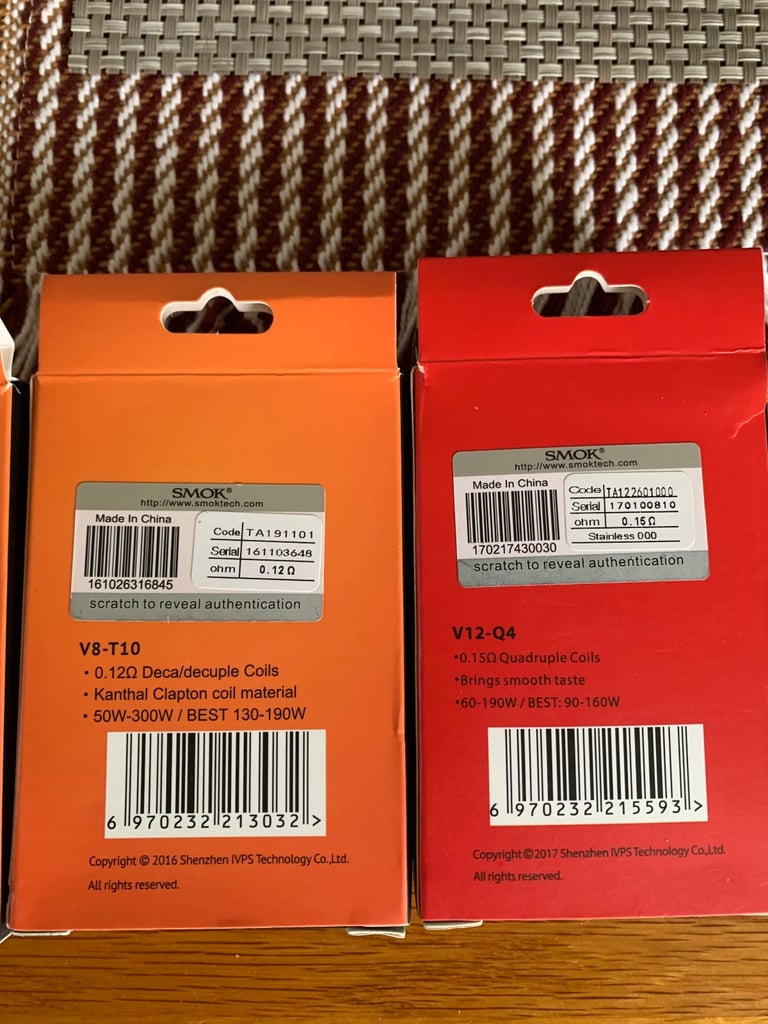 SMOK®
http://www.smoktech.com
Made In China
161026316845
Code TA191101
Serial 161103648
ohm 0.12Ω
scratch to reveal authentication
V8-T10
• 0.12Ω Deca/decuple Coils
• Kanthal Clapton coil material
• 50W-300W / BEST 130-190W
6 970232 213032 >
Copyright © 2016 Shenzhen IVPS Technology Co.,Ltd.
All rights reserved.
SMOK®
http://www.smoktech.com
Made In China
170217430030
Code TA122601000
Serial 170100810
ohm 0.15Ω
Stainless 000
scratch to reveal authentication
V12-Q4
•0.15Ω Quadruple Coils
•Brings smooth taste
•60-190W / BEST: 90-160W
6 970232 215593 >
Copyright ©2017 Shenzhen IVPS Technology Co.,Ltd.
All rights reserved.